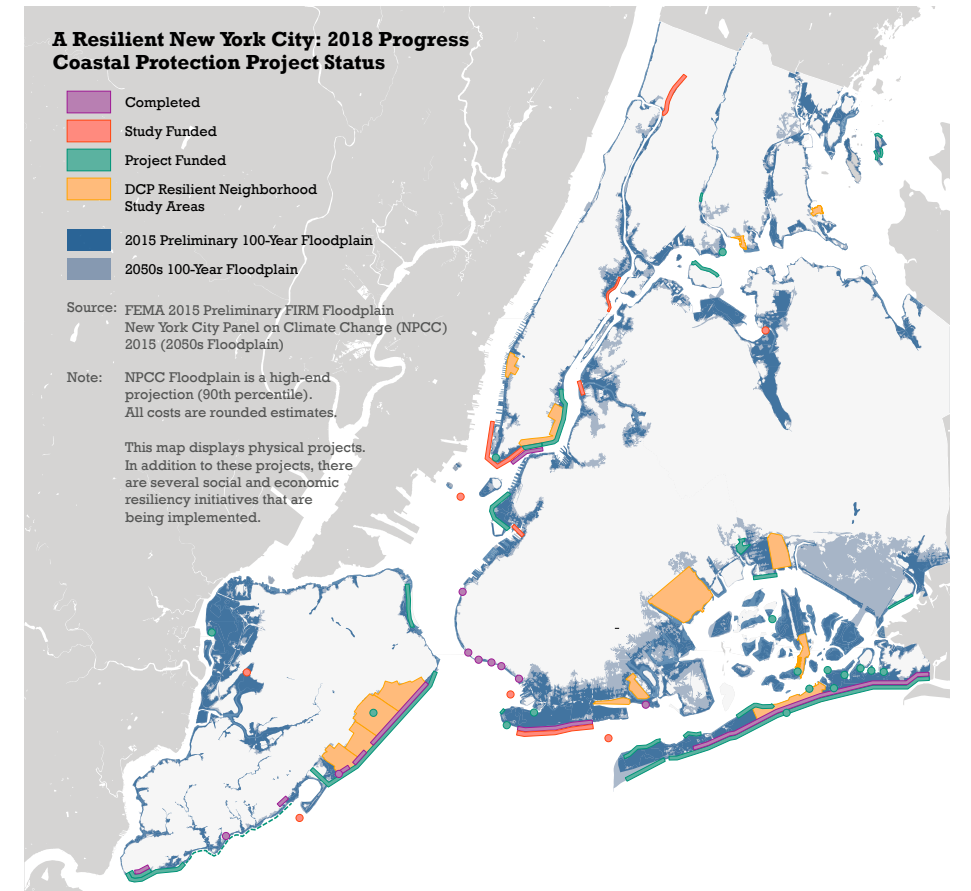 A Resilient New York City: 2018 Progress
Coastal Protection Project Status
Completed
Study Funded
Project Funded
DCP Resilient Neighborhood
Study Areas
2015 Preliminary 100-Year Floodplain
2050s 100-Year Floodplain
Source: FEMA 2015 Preliminary FIRM Floodplain
New York City Panel on Climate Change (NPCC)
2015 (2050s Floodplain)
Note: NPCC Floodplain is a high-end
projection (90th percentile).
All costs are rounded estimates.
This map displays physical projects.
In addition to these projects, there
are several social and economic
resiliency initiatives that are
being implemented.